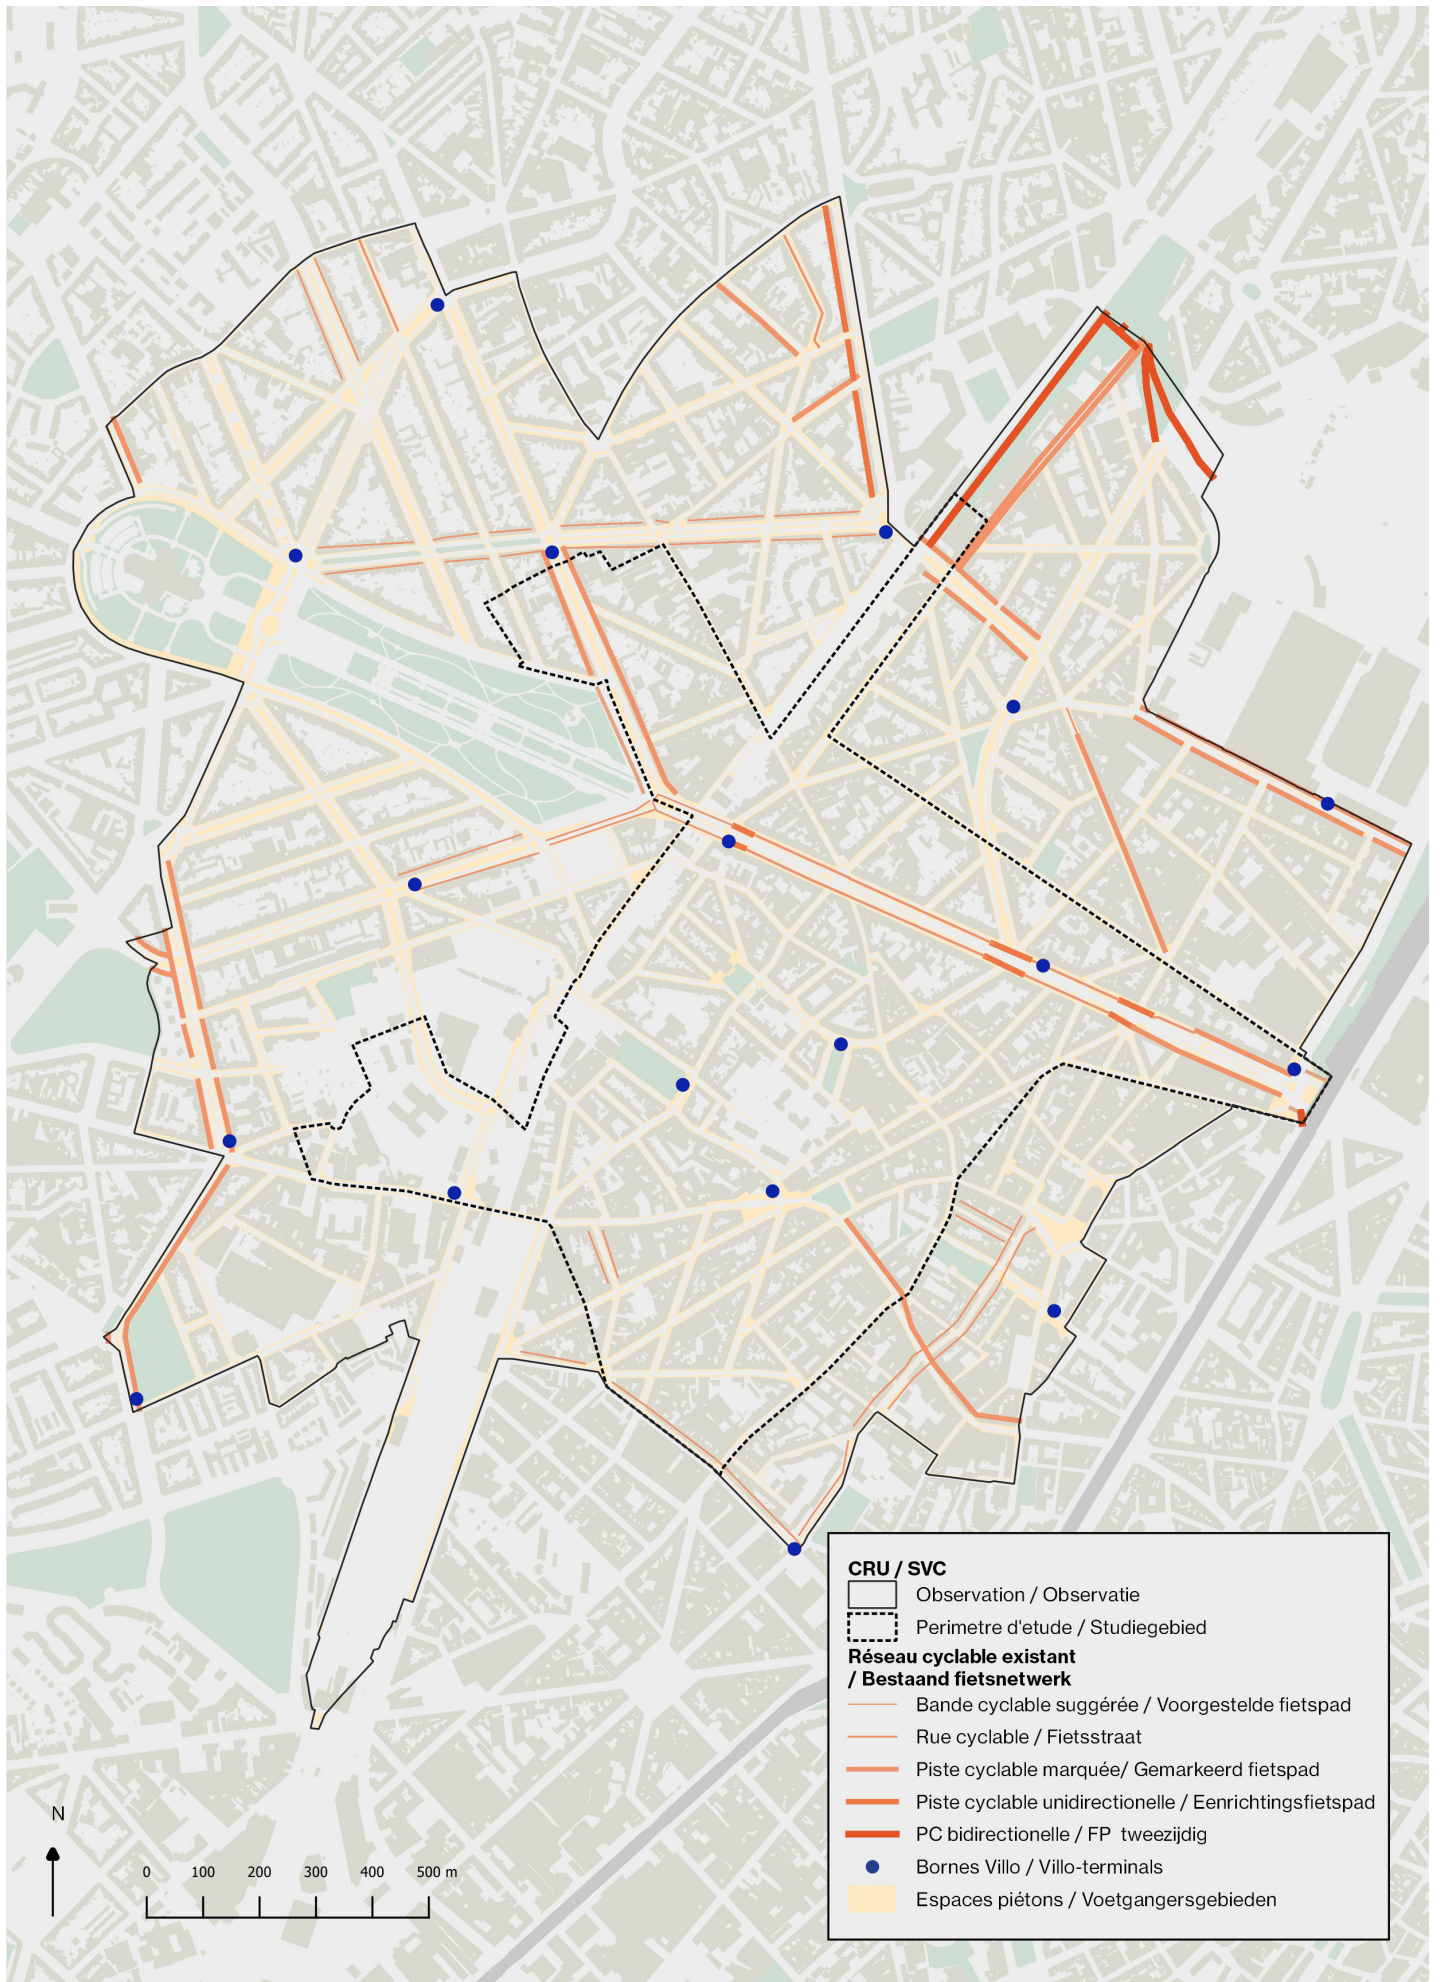 CRU / SVC
Observation / Observatie
Perimetre d'etude / Studiegebied
Réseau cyclable existant
/ Bestaand fietsnetwerk
Bande cyclable suggérée / Voorgestelde fietspad
Rue cyclable / Fietsstraat
Piste cyclable marquée/ Gemarkeerd fietspad
Piste cyclable unidirectionelle / Eenrichtingsfietspad
PC bidirectionelle / FP tweezijdig
Bornes Villo / Villo-terminals
Espaces piétons / Voetgangersgebieden
N
0 100 200 300 400 500 m